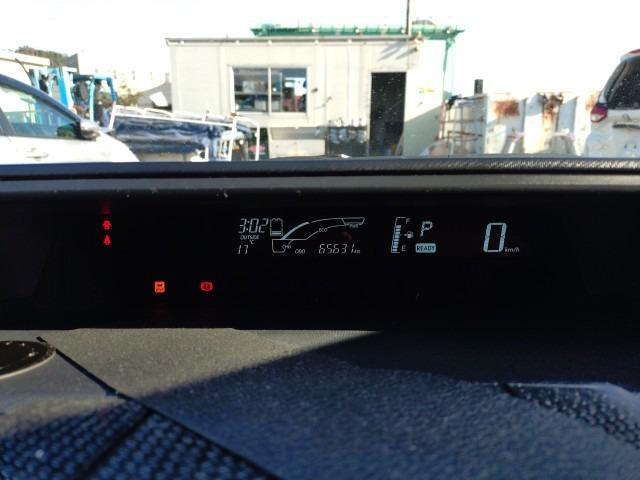 3:02
OUTSIDE
°C
17
ECO
PWR
CHG
ODO 65631 km
F
E
P
READY
0 km/h